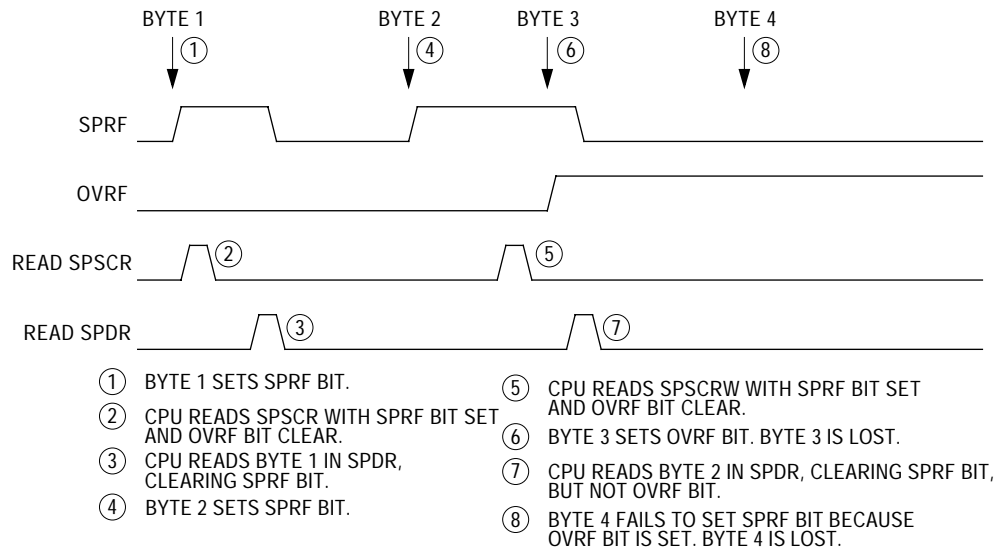 BYTE 1 BYTE 2 BYTE 3 BYTE 4
1 4 6 8
SPRF
OVRF
READ SPSCR 2 5
READ SPDR 3 7
1 BYTE 1 SETS SPRF BIT.
2 CPU READS SPSCR WITH SPRF BIT SET
AND OVRF BIT CLEAR.
3 CPU READS BYTE 1 IN SPDR,
CLEARING SPRF BIT.
4 BYTE 2 SETS SPRF BIT.
5 CPU READS SPSCRW WITH SPRF BIT SET
AND OVRF BIT CLEAR.
6 BYTE 3 SETS OVRF BIT. BYTE 3 IS LOST.
7 CPU READS BYTE 2 IN SPDR, CLEARING SPRF BIT,
BUT NOT OVRF BIT.
8 BYTE 4 FAILS TO SET SPRF BIT BECAUSE
OVRF BIT IS SET. BYTE 4 IS LOST.